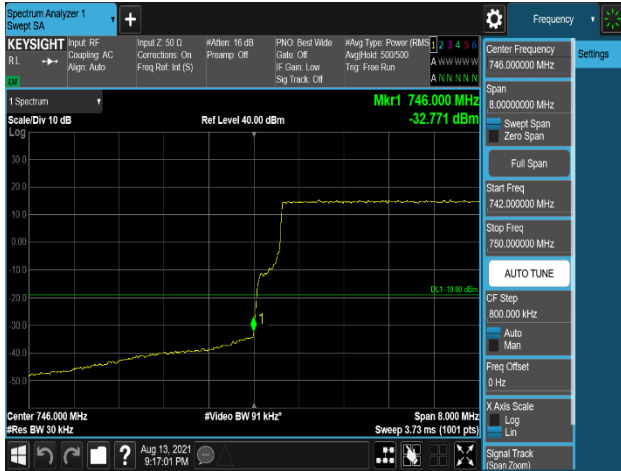 Spectrum Analyzer 1
Swept SA
+
Frequency
KEYSIGHT
Input: RF
Input Z: 50 Ω
#Atten: 16 dB
PNO: Best Wide
#Avg Type: Power (RMS
1 2 3 4 5 6
R L
Coupling: AC
Corrections: On
Preamp: Off
Gate: Off
Avg|Hold: 500/500
A W W W W W
Align: Auto
Freq Ref: Int (S)
IF Gain: Low
Trig: Free Run
Sig Track: Off
A N N N N N
LW
1 Spectrum
Mkr1 746.000 MHz
Scale/Div 10 dB
Ref Level 40.00 dBm
-32.771 dBm
Log
30.0
20.0
10.0
0.00
-10.0
-20.0
-30.0
-40.0
-50.0
DL1 -19.00 dBm
1
Center 746.000 MHz
#Video BW 91 kHz*
Span 8.000 MHz
#Res BW 30 kHz
Sweep 3.73 ms (1001 pts)
?
Aug 13, 2021
9:17:01 PM
Center Frequency
746.000000 MHz
Settings
Span
8.00000000 MHz
Swept Span
Zero Span
Full Span
Start Freq
742.000000 MHz
Stop Freq
750.000000 MHz
AUTO TUNE
CF Step
800.000 kHz
Auto
Man
Freq Offset
0 Hz
X Axis Scale
Log
Lin
Signal Track
(Span Zoom)